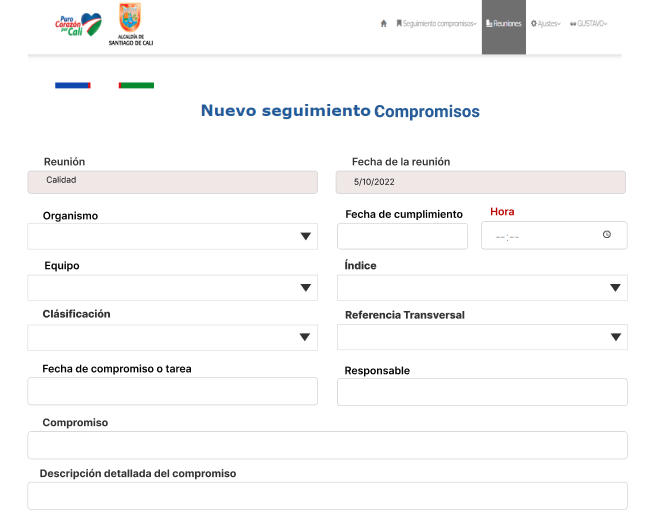 Puro
Corazón
por Cali
ALCALDÍA DE
SANTIAGO DE CALI
Seguimiento compromisos
Reuniones
Ajustes
GUSTAVO
Nuevo seguimiento Compromisos
Reunión
Fecha de la reunión
Calidad
5/10/2022
Organismo
Fecha de cumplimiento
Hora
--:--
Equipo
Índice
Clásificación
Referencia Transversal
Fecha de compromiso o tarea
Responsable
Compromiso
Descripción detallada del compromiso